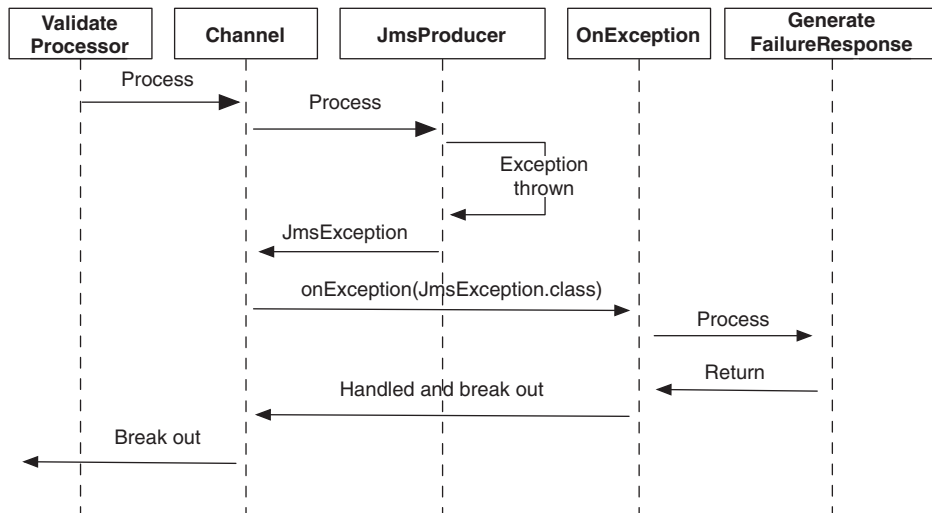 Validate
Processor
Channel
JmsProducer
OnException
Generate
FailureResponse
Process
Process
Exception
thrown
JmsException
onException(JmsException.class)
Process
Return
Handled and break out
Break out